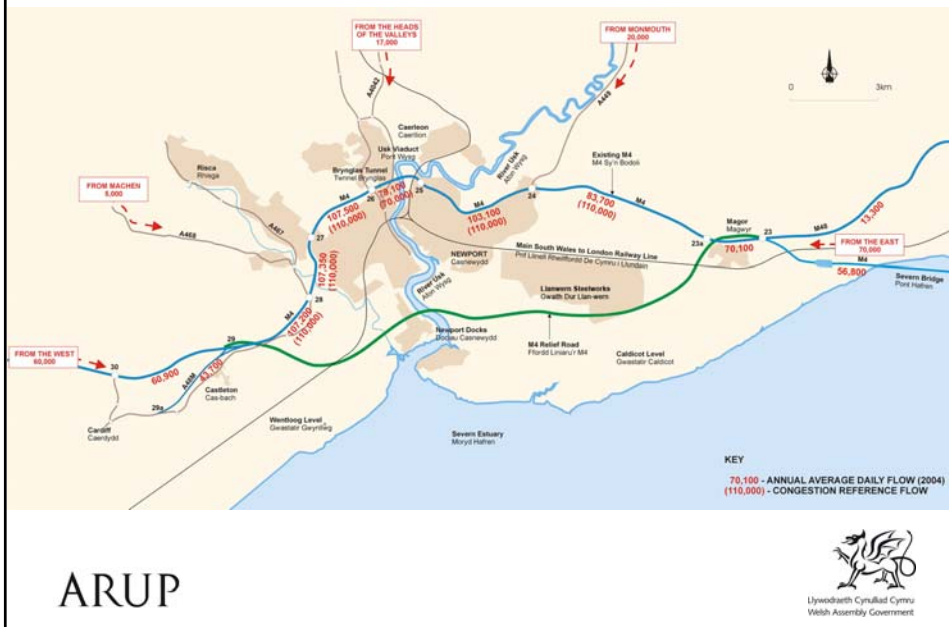 FROM THE HEADS
OF THE VALLEYS
17,000
FROM MONMOUTH
20,000
0
3km
A4042
A449
Caerleon
Caerllion
Usk Viaduct
Pont Wysg
River Usk
Afon Wysg
Existing M4
M4 Sy'n Bodoli
Risca
Rhisga
Brynglas Tunnel
Twnnel Brynglas
FROM MACHEN
8,000
M4
107,500
(110,000)
26
(70,000)
25
M4
103,100
(110,000)
24
83,700
(110,000)
M4
Magor
Magwyr
M48
13,300
A467
A468
27
23a
70,100
23
FROM THE EAST
70,000
M4
56,800
Severn Bridge
Pont Hafren
NEWPORT
Casnewydd
Main South Wales to London Railway Line
Prif Llinell Rheilffordd De Cymru i Llundain
107,350
(110,000)
River Usk
Afon Wysg
Llanwern Steelworks
Gwaith Dur Llan-wern
28
M4
107,200
(110,000)
29
Newport Docks
Dociau Casnewydd
M4 Relief Road
Ffordd Liniaru'r M4
Caldicot Level
Gwastatir Caldicot
FROM THE WEST
60,000
30
60,900
A48M
43,700
Castleton
Cas-bach
29a
Cardiff
Caerdydd
Wentloog Level
Severn Estuary
Moryd Hafren
KEY
70,100 - ANNUAL AVERAGE DAILY FLOW (2004)
(110,000) - CONGESTION REFERENCE FLOW
ARUP
Llywodraeth Cynulliad Cymru
Welsh Assembly Government